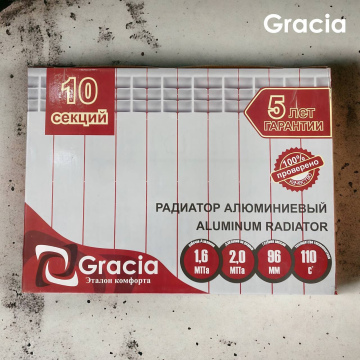 Gracia
10
секций
5 лет
ГАРАНТИИ
100%
проверено
РАДИАТОР АЛЮМИНИЕВЫЙ
ALUMINUM RADIATOR
Gracia
Эталон комфорта
1,6
МПа
2,0
МПа
96
ММ
110
С°